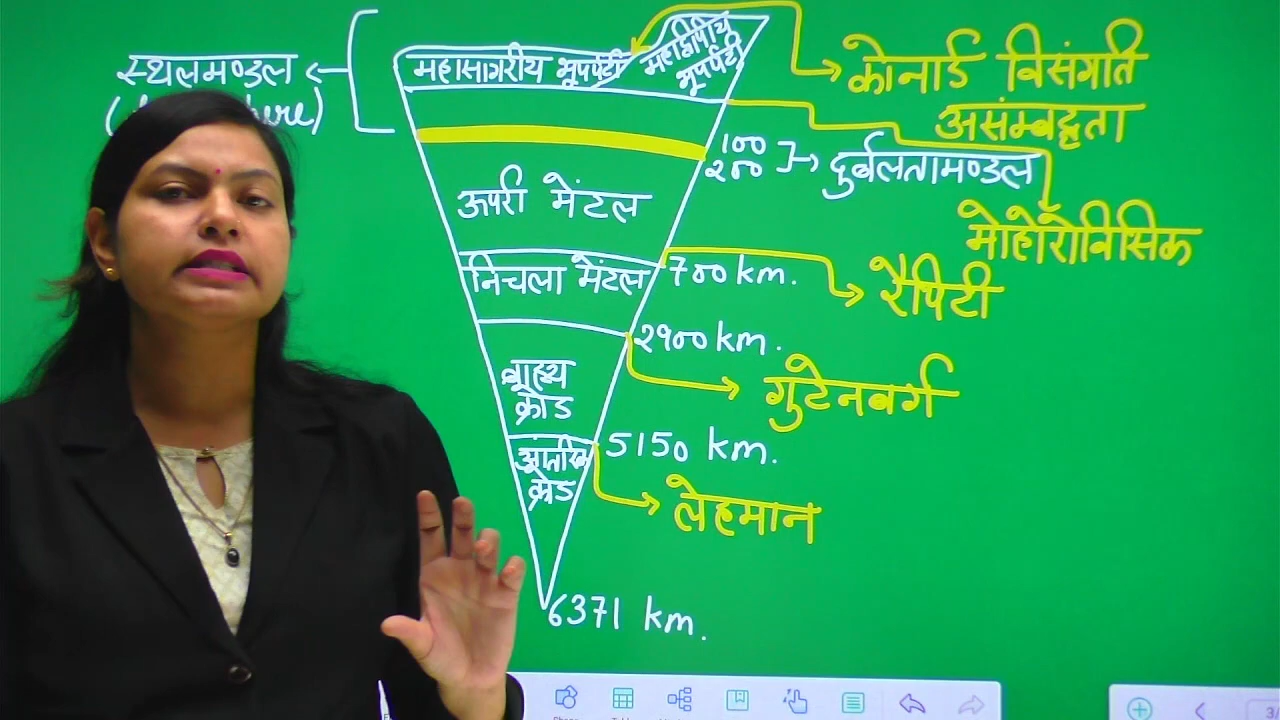 स्थलमण्डल
महासागरीय भूपर्पटी
महाद्वीपीय
भूपर्पटी
कोनार्ड विसंगति
असंम्बद्धता
100
200
दुर्बलतामण्डल
ऊपरी मेंटल
मोहोरोविसिक
निचला मेंटल
700 km.
रैपिटी
2900 km.
गुटेनबर्ग
बाह्य
क्रोड
5150 km.
आंतरिक
क्रोड
लेहमान
6371 km.
3